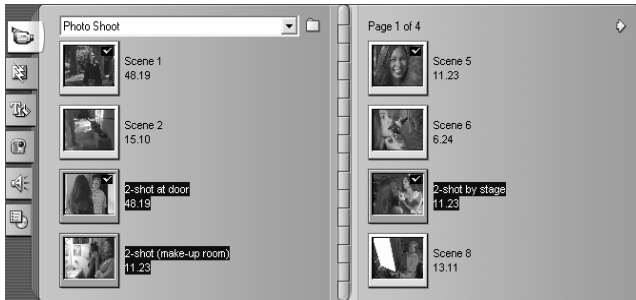 Photo Shoot
Scene 1
48.19
Scene 2
15.10
2-shot at door
48.19
2-shot (make-up room)
11.23
Page 1 of 4
Scene 5
11.23
Scene 6
6.24
2-shot by stage
11.23
Scene 8
13.11